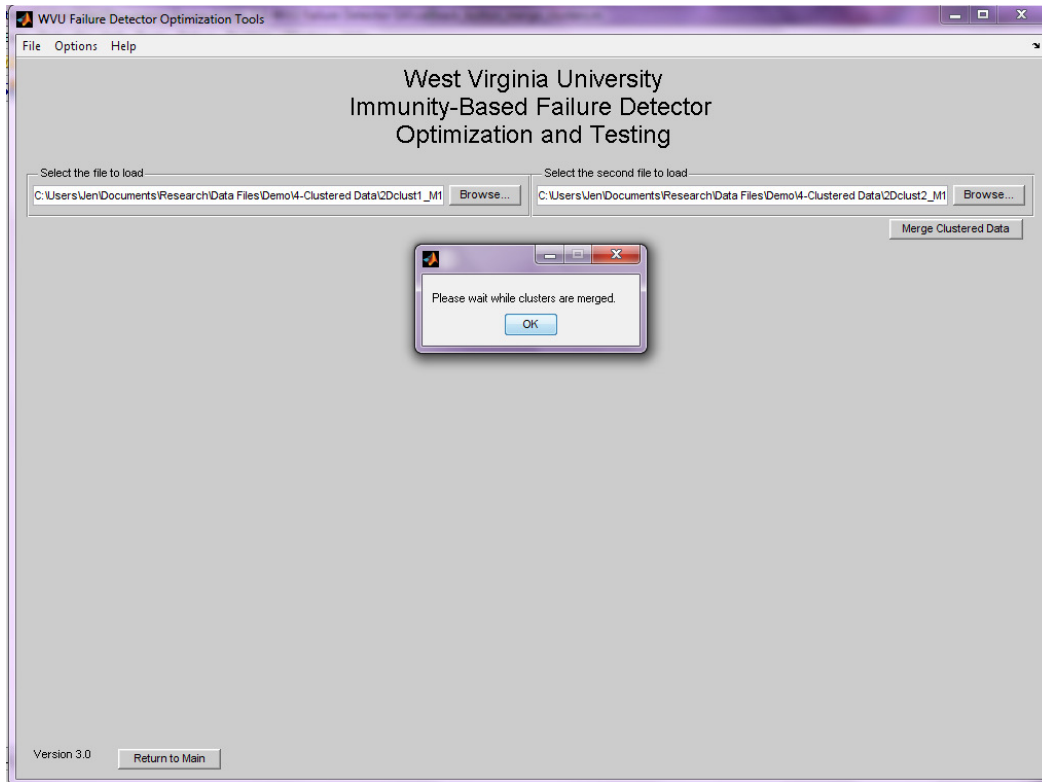 WVU Failure Detector Optimization Tools
File Options Help
West Virginia University
Immunity-Based Failure Detector
Optimization and Testing
Select the file to load
C:\Users\Jen\Documents\Research\Data Files\Demo\4-Clustered Data\2Dclust1_M1 Browse...
Select the second file to load
C:\Users\Jen\Documents\Research\Data Files\Demo\4-Clustered Data\2Dclust2_M1 Browse...
Merge Clustered Data
Please wait while clusters are merged.
OK
Version 3.0 Return to Main